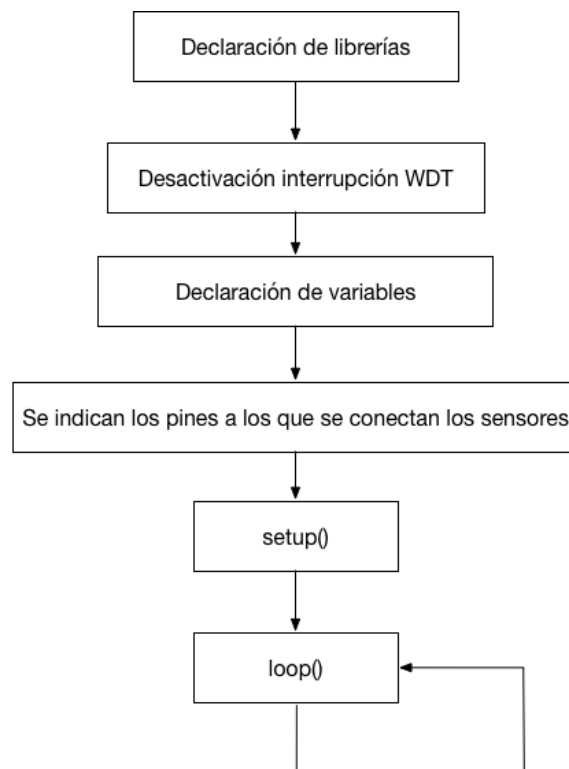 Declaración de librerías
Desactivación interrupción WDT
Declaración de variables
Se indican los pines a los que se conectan los sensores
setup()
loop()